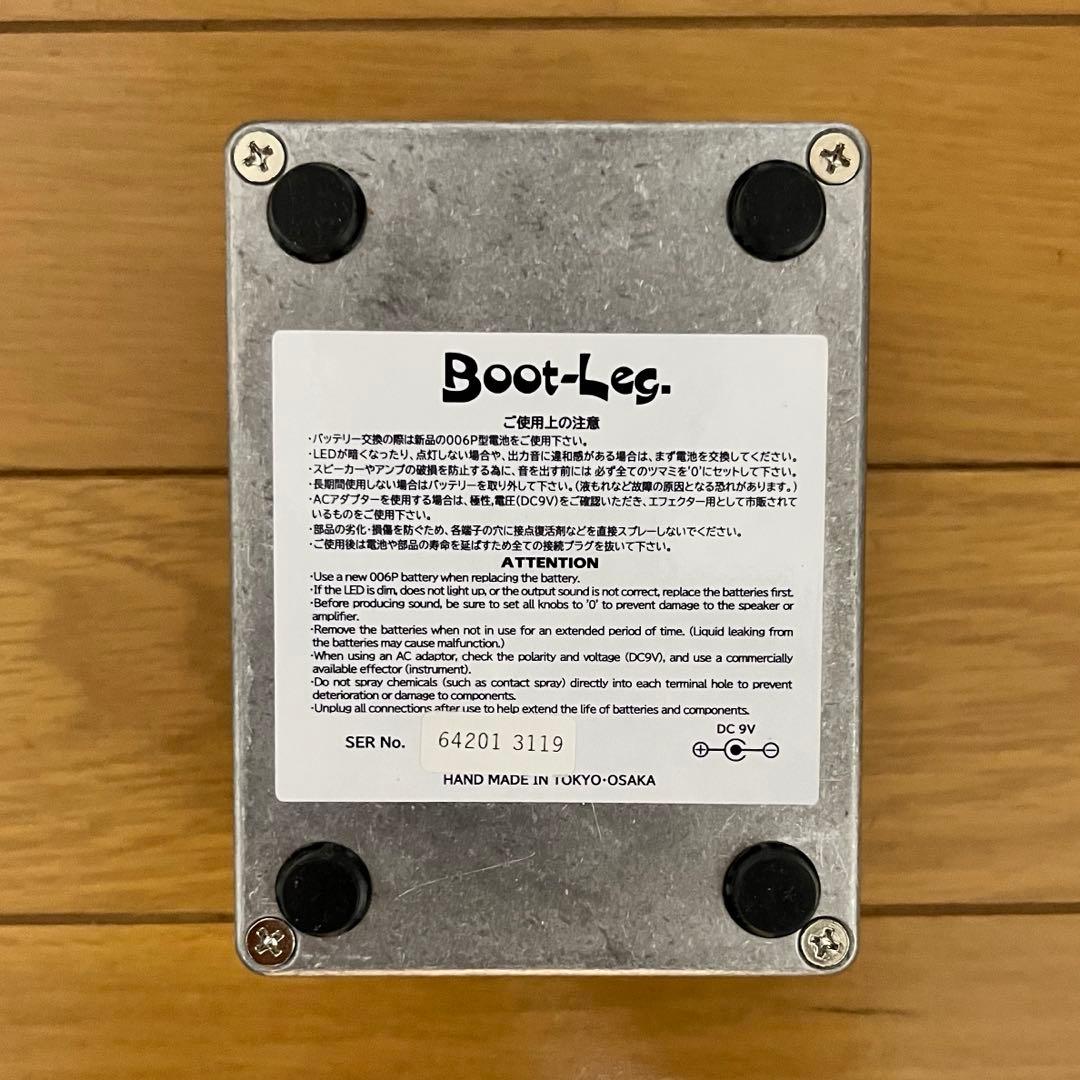 Boot-Leg.
ご使用上の注意
･バッテリー交換の際は新品の006P型電池をご使用下さい。
･LEDが暗くなったり、点灯しない場合や、出力音に違和感がある場合は、まず電池を交換してください。
･スピーカーやアンプの破損を防止する為に、音を出す前には 必ず全てのツマミを'0'にセットして下さい。
･長期間使用しない場合はバッテリーを取り外して下さい。(液もれなど故障の原因となる恐れがあります。)
･ACアダプターを使用する場合は、極性,電圧(DC9V)をご確認いただき、エフェクター用として市販されて
いるものをご使用下さい。
･部品の劣化･損傷を防ぐため、各端子の穴に接点復活剤などを直接スプレーしないでください。
･ご使用後は電池や部品の寿命を延ばすため全ての接続プラグを抜いて下さい。
ATTENTION
･Use a new 006P battery when replacing the battery.
･If the LED is dim, does not light up, or the output sound is not correct, replace the batteries first.
･Before producing sound, be sure to set all knobs to '0' to prevent damage to the speaker or
amplifier.
･Remove the batteries when not in use for an extended period of time. (Liquid leaking from
the batteries may cause malfunction.)
･When using an AC adaptor, check the polarity and voltage (DC9V), and use a commercially
available effector (instrument).
･Do not spray chemicals (such as contact spray) directly into each terminal hole to prevent
deterioration or damage to components.
･Unplug all connections after use to help extend the life of batteries and components.
DC 9V
SER No. 64201 3119
HAND MADE IN TOKYO･OSAKA